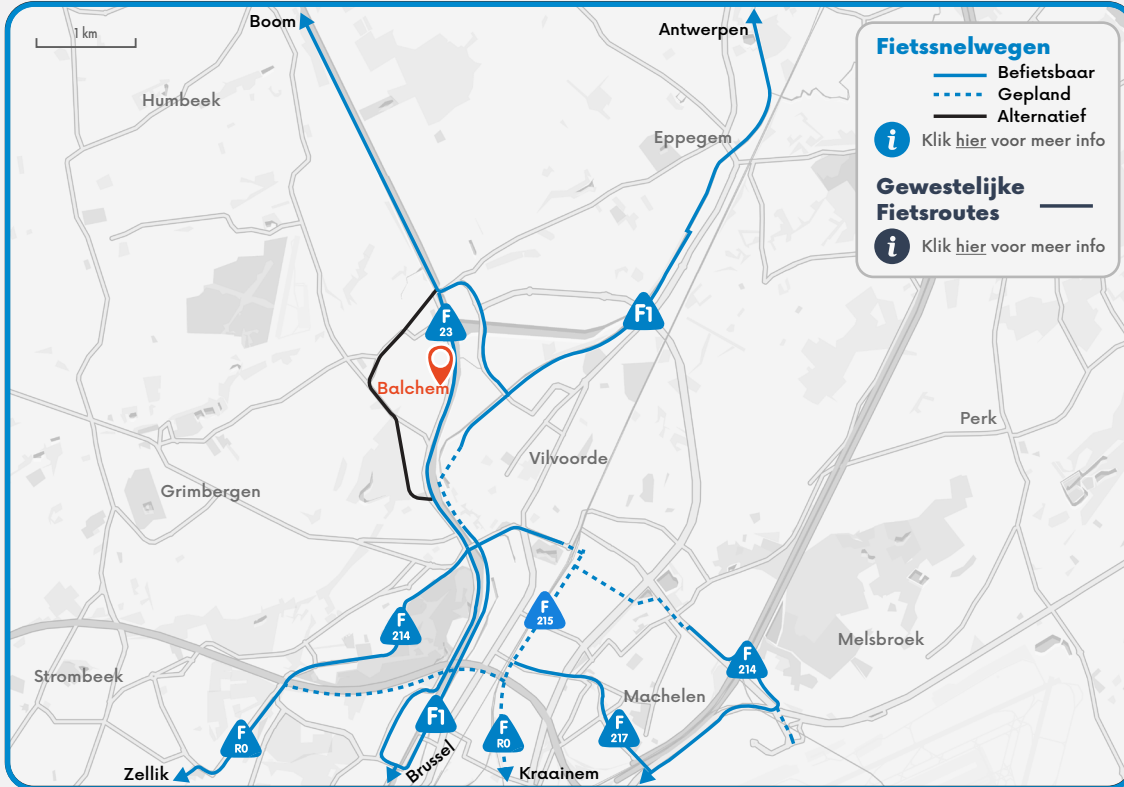 Boom
Antwerpen
1 km
Fietssnelwegen
Befietsbaar
Gepland
Alternatief
i Klik hier voor meer info
Gewestelijke
Fietsroutes
i Klik hier voor meer info
Humbeek
Eppegem
F1
F
23
Balchem
Perk
Vilvoorde
Grimbergen
F
215
F
214
Melsbroek
F
214
Strombeek
Machelen
F1
F
R0
F
R0
F
217
Zellik
Brussel
Kraainem